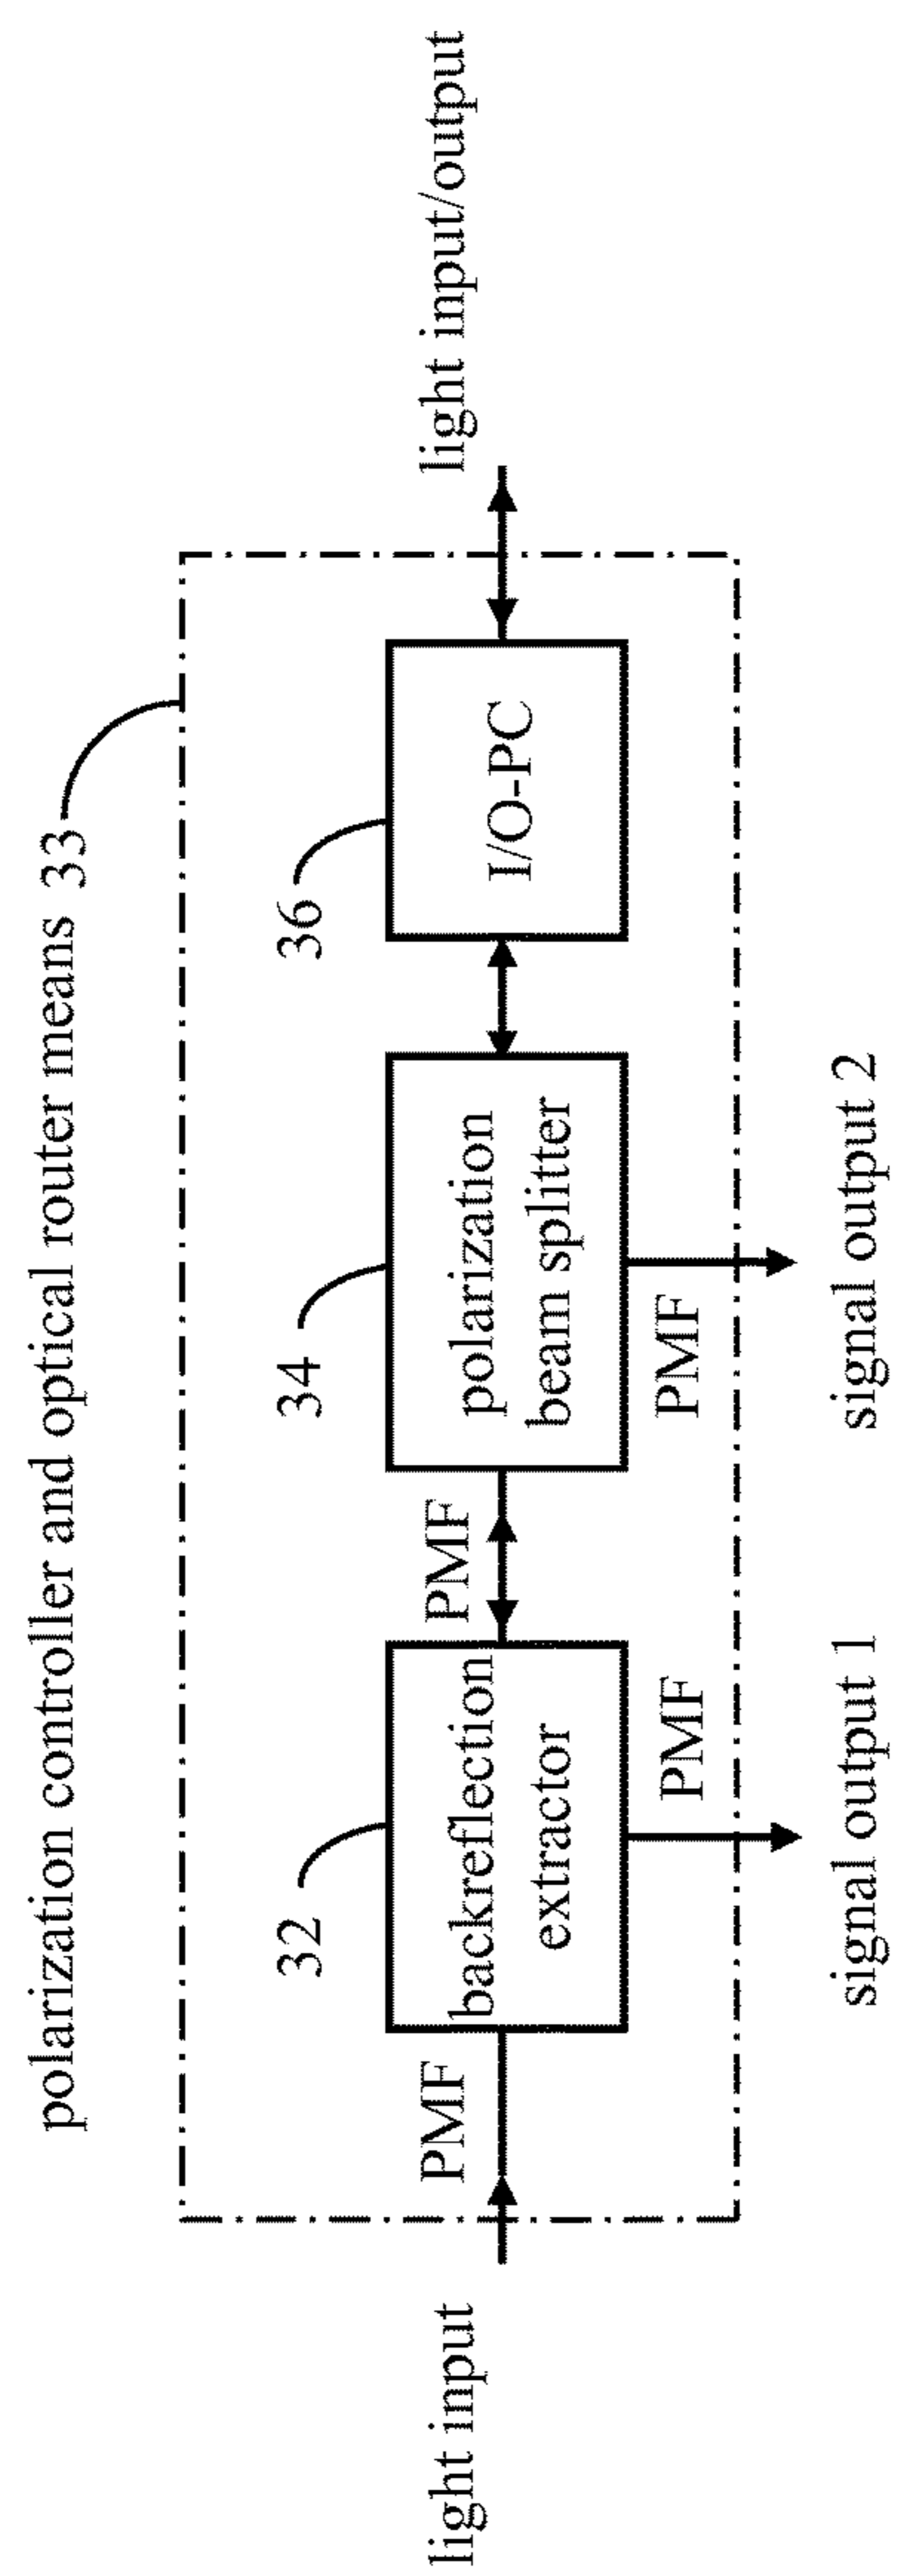 polarization controller and optical router means 33
32
34
36
light input
PMF
backreflection
extractor
PMF
polarization
beam splitter
I/O-PC
light input/output
PMF
PMF
signal output 1
signal output 2